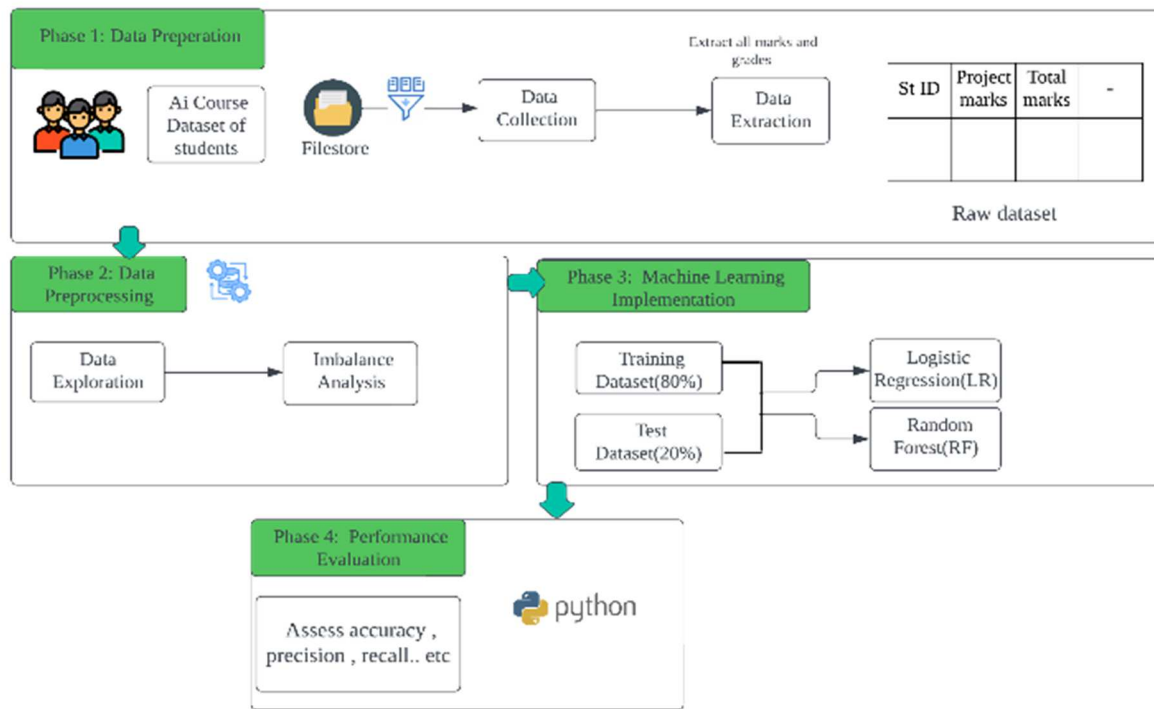 Phase 1: Data Preperation
Ai Course
Dataset of
students
Filestore
Data
Collection
Extract all marks and
grades
Data
Extraction
St ID
Project
marks
Total
marks
-
Raw dataset
Phase 2: Data
Preprocessing
Data
Exploration
Imbalance
Analysis
Phase 3: Machine Learning
Implementation
Training
Dataset(80%)
Test
Dataset(20%)
Logistic
Regression(LR)
Random
Forest(RF)
Phase 4: Performance
Evaluation
Assess accuracy ,
precision , recall.. etc
python